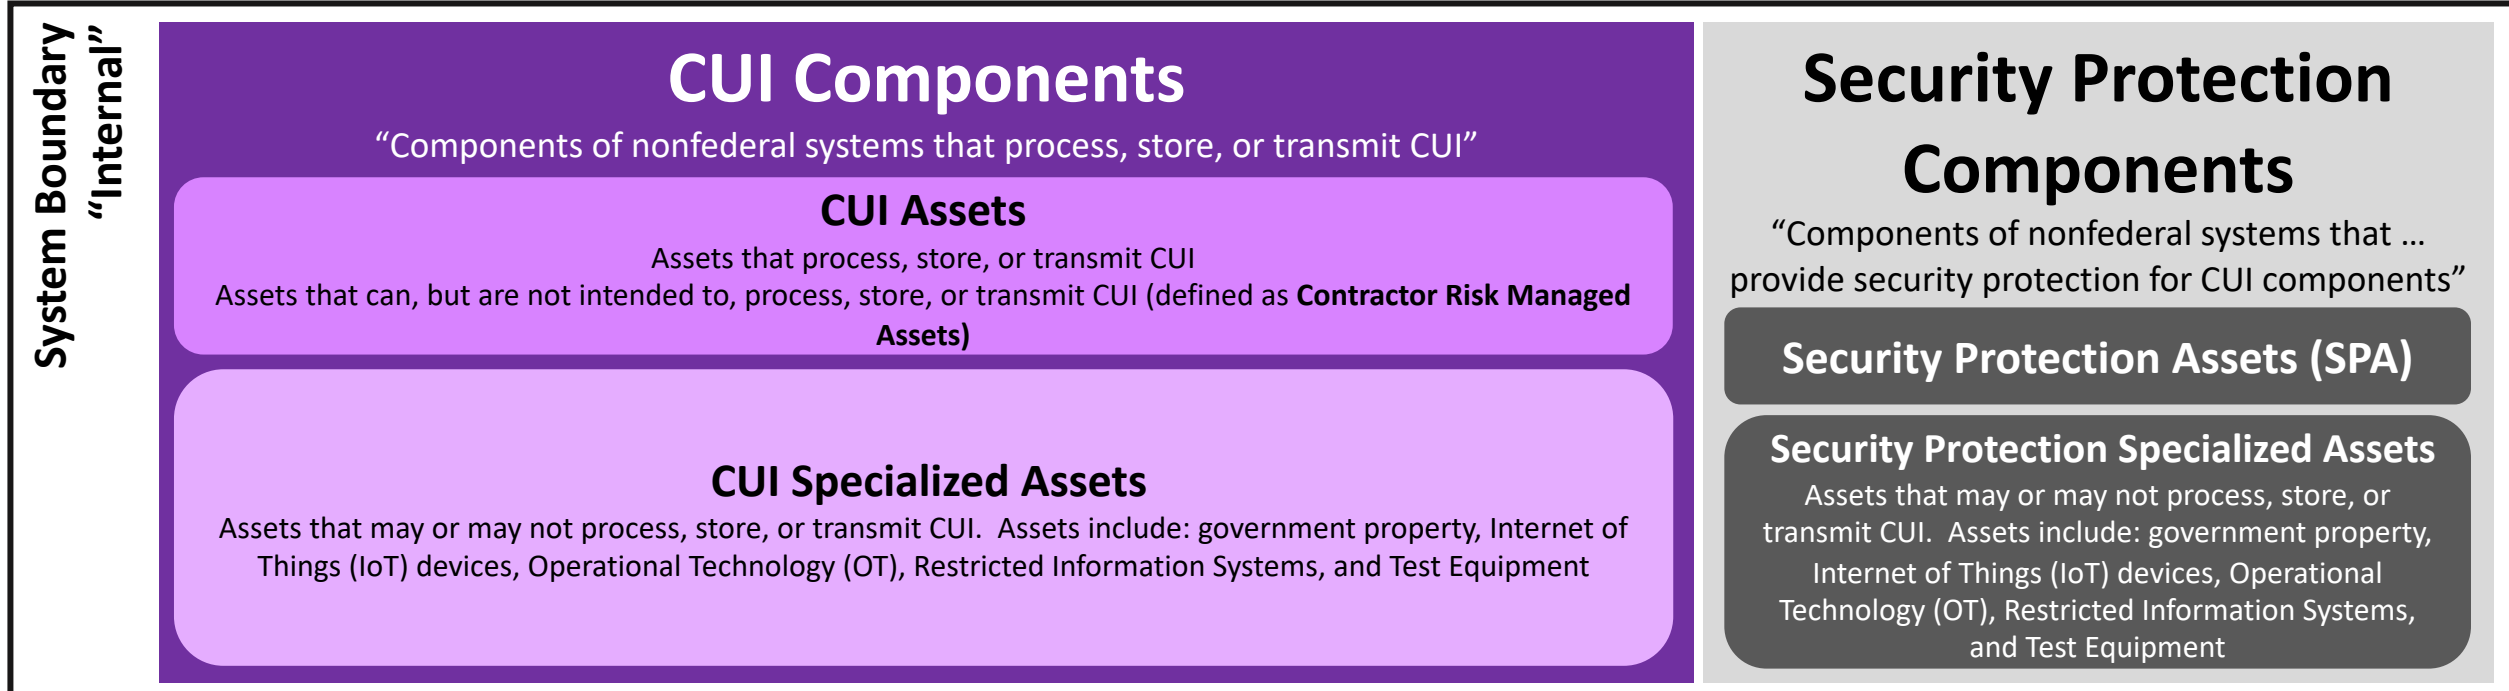 System Boundary
“Internal”
CUI Components
“Components of nonfederal systems that process, store, or transmit CUI”
CUI Assets
Assets that process, store, or transmit CUI
Assets that can, but are not intended to, process, store, or transmit CUI (defined as Contractor Risk Managed
Assets)
CUI Specialized Assets
Assets that may or may not process, store, or transmit CUI.  Assets include: government property, Internet of
Things (IoT) devices, Operational Technology (OT), Restricted Information Systems, and Test Equipment
Security Protection
Components
“Components of nonfederal systems that …
provide security protection for CUI components”
Security Protection Assets (SPA)
Security Protection Specialized Assets
Assets that may or may not process, store, or
transmit CUI.  Assets include: government property,
Internet of Things (IoT) devices, Operational
Technology (OT), Restricted Information Systems,
and Test Equipment